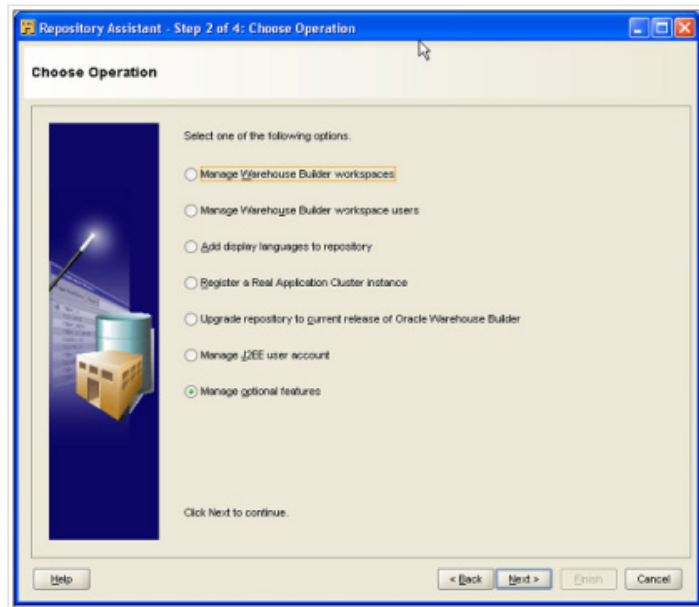 Repository Assistant - Step 2 of 4: Choose Operation
Choose Operation
Select one of the following options.
Manage Warehouse Builder workspaces
Manage Warehouse Builder workspace users
Add display languages to repository
Register a Real Application Cluster instance
Upgrade repository to current release of Oracle Warehouse Builder
Manage J2EE user account
Manage optional features
Click Next to continue.
Help
< Back
Next >
Finish
Cancel